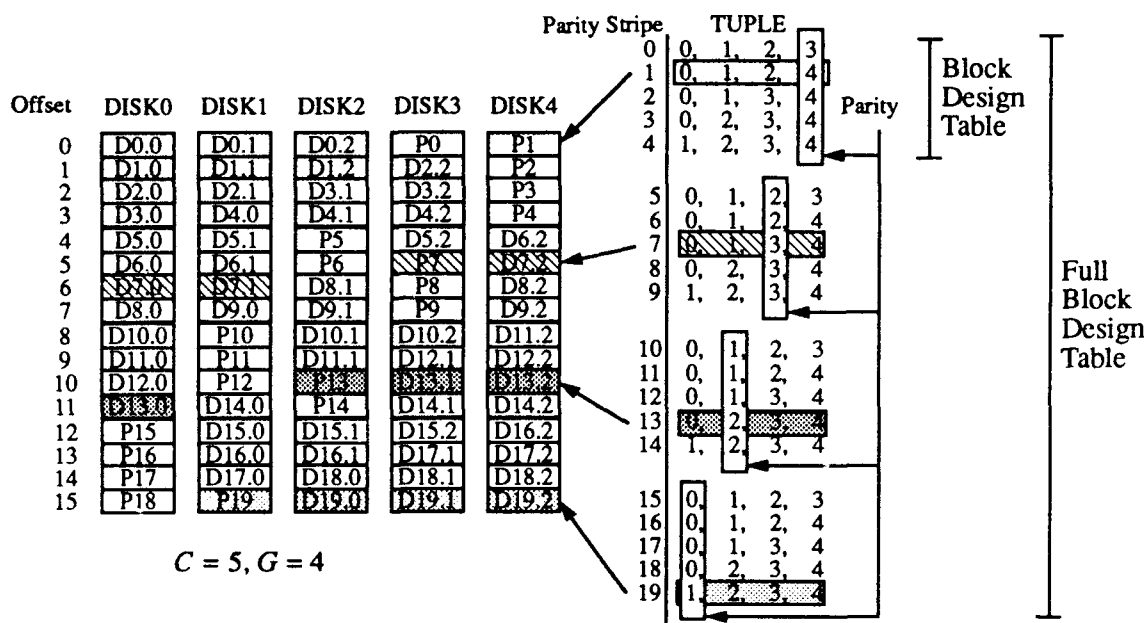 Offset DISK0 DISK1 DISK2 DISK3 DISK4
0 D0.0 D0.1 D0.2 P0 P1
1 D1.0 D1.1 D1.2 D2.2 P2
2 D2.0 D2.1 D3.1 D3.2 P3
3 D3.0 D4.0 D4.1 D4.2 P4
4 D5.0 D5.1 P5 D5.2 D6.2
5 D6.0 D6.1 P6 P7 D7.2
6 D7.0 D7.1 D8.1 P8 D8.2
7 D8.0 D9.0 D9.1 P9 D9.2
8 D10.0 P10 D10.1 D10.2 D11.2
9 D11.0 P11 D11.1 D12.1 D12.2
10 D12.0 P12 P13 D13.1 D13.2
11 D13.0 D14.0 P14 D14.1 D14.2
12 P15 D15.0 D15.1 D15.2 D16.2
13 P16 D16.0 D16.1 D17.1 D17.2
14 P17 D17.0 D18.0 D18.1 D18.2
15 P18 P19 D19.0 D19.1 D19.2
C = 5, G = 4
Parity Stripe TUPLE
0 0, 1, 2, 3
1 0, 1, 2, 4
2 0, 1, 3, 4
3 0, 2, 3, 4
4 1, 2, 3, 4
5 0, 1, 2, 3
6 0, 1, 2, 4
7 0, 1, 3, 4
8 0, 2, 3, 4
9 1, 2, 3, 4
10 0, 1, 2, 3
11 0, 1, 2, 4
12 0, 1, 3, 4
13 0, 2, 3, 4
14 1, 2, 3, 4
15 0, 1, 2, 3
16 0, 1, 2, 4
17 0, 1, 3, 4
18 0, 2, 3, 4
19 1, 2, 3, 4
Parity
Block
Design
Table
Full
Block
Design
Table